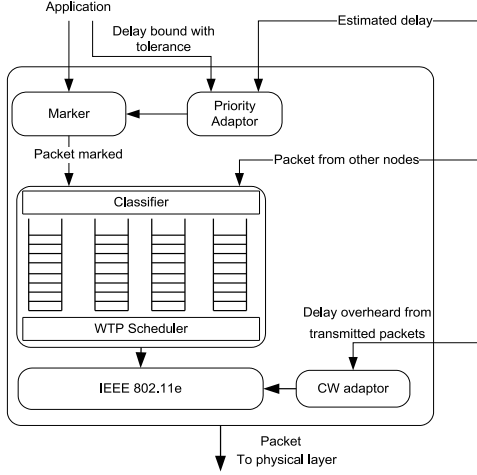 Application
Estimated delay
Delay bound with
tolerance
Marker
Priority
Adaptor
Packet marked
Packet from other nodes
Classifier
WTP Scheduler
Delay overheard from
transmitted packets
IEEE 802.11e
CW adaptor
Packet
To physical layer